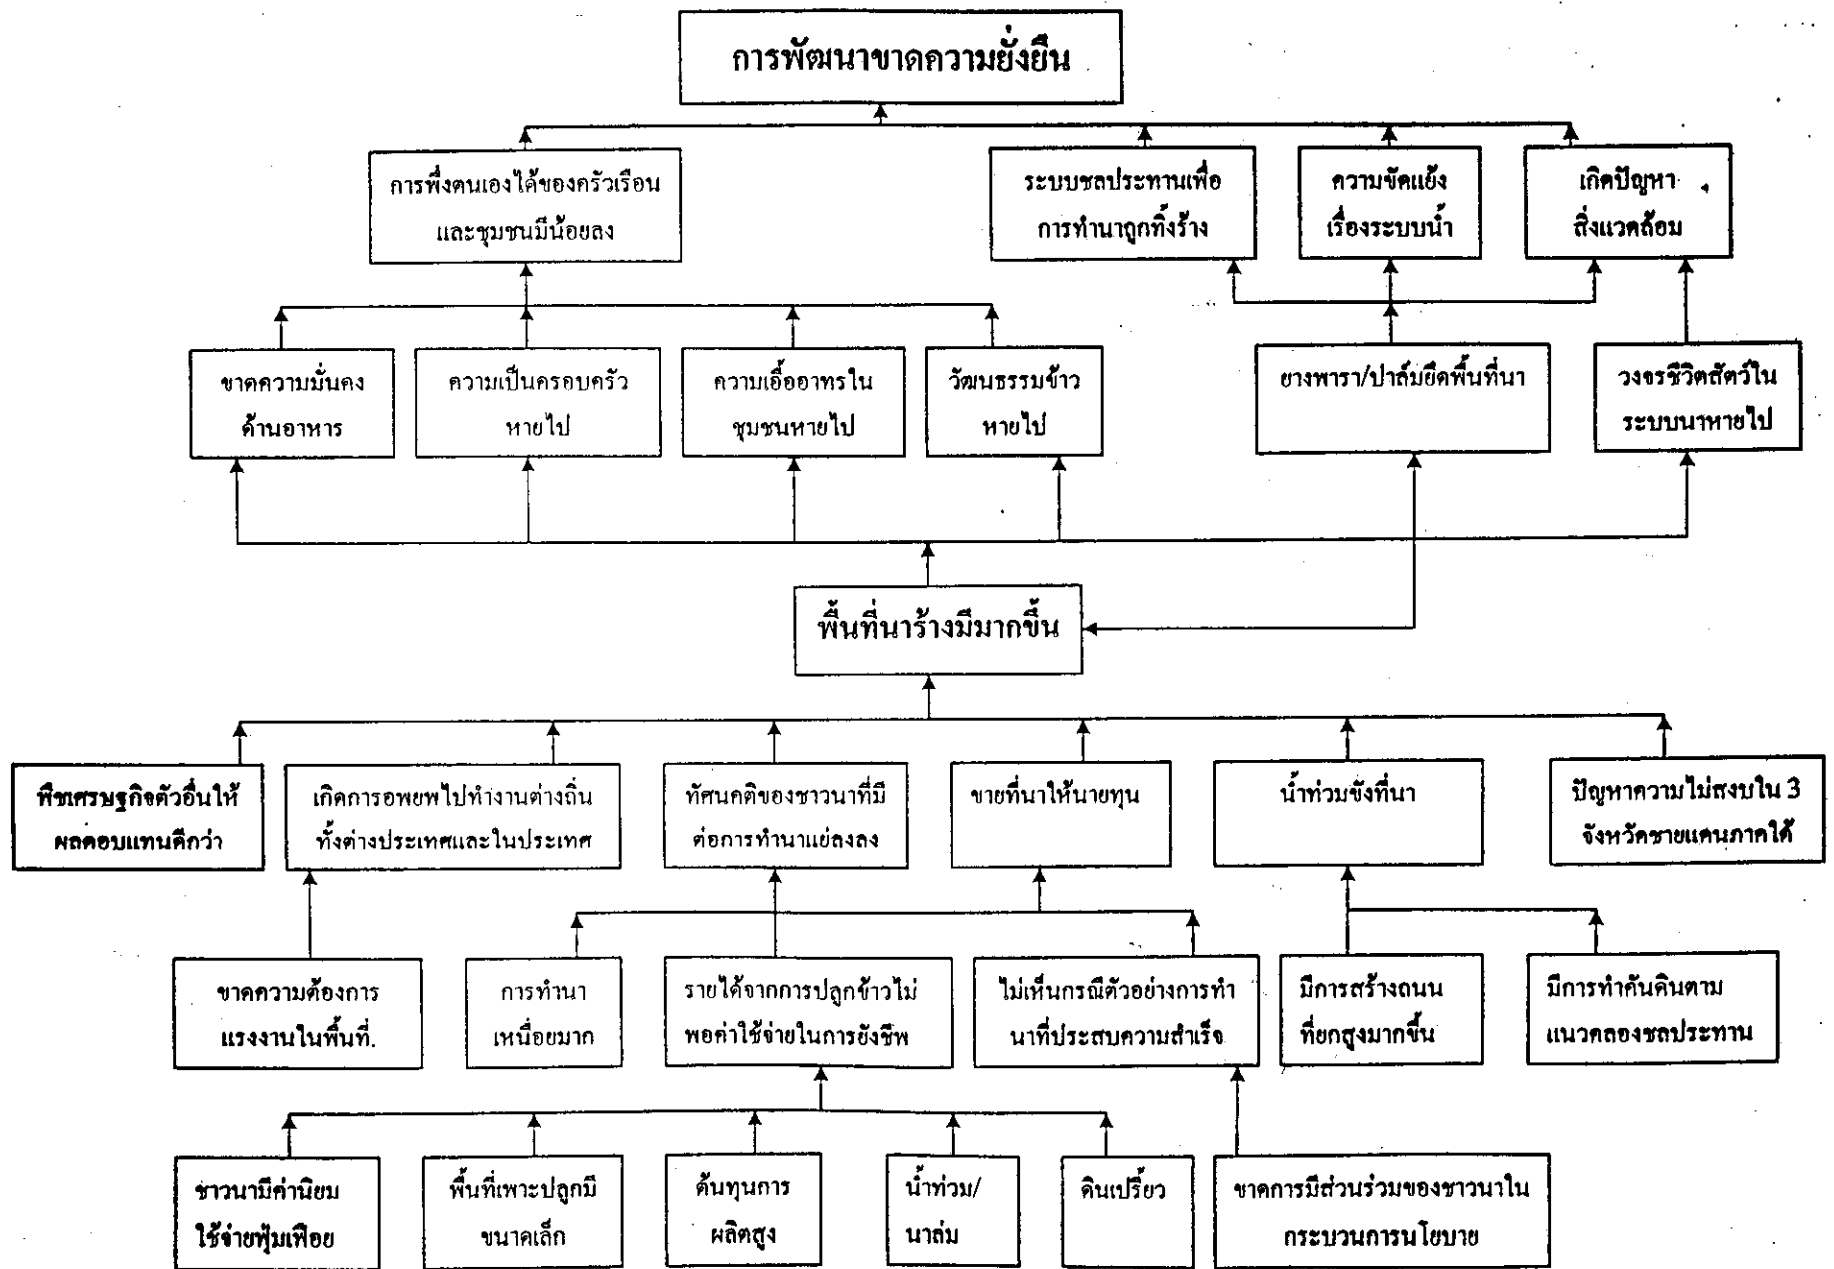 การพัฒนาขาดความยั่งยืน
การพึ่งตนเองได้ของครัวเรือน
และชุมชนมีน้อยลง
ระบบชลประทานเพื่อ
การทำนาถูกทิ้งร้าง
ความขัดแย้ง
เรื่องระบบน้ำ
เกิดปัญหา
สิ่งแวดล้อม
ขาดความมั่นคง
ด้านอาหาร
ความเป็นครอบครัว
หายไป
ความเอื้ออาทรใน
ชุมชนหายไป
วัฒนธรรมข้าว
หายไป
ยางพารา/ปาล์มยึดพื้นที่นา
วงจรชีวิตสัตว์ใน
ระบบนาหายไป
พื้นที่นาร้างมีมากขึ้น
พืชเศรษฐกิจตัวอื่นให้
ผลตอบแทนดีกว่า
เกิดการอพยพไปทำงานต่างถิ่น
ทั้งต่างประเทศและในประเทศ
ทัศนคติของชาวนาที่มี
ต่อการทำนาแย่ลงลง
ขายที่นาให้นายทุน
น้ำท่วมขังที่นา
ปัญหาความไม่สงบใน 3
จังหวัดชายแดนภาคใต้
ขาดความต้องการ
แรงงานในพื้นที่.
การทำนา
เหนื่อยมาก
รายได้จากการปลูกข้าวไม่
พอค่าใช้จ่ายในการยังชีพ
ไม่เห็นกรณีตัวอย่างการทำ
นาที่ประสบความสำเร็จ
มีการสร้างถนน
ที่ยกสูงมากขึ้น
มีการทำคันดินตาม
แนวคลองชลประทาน
ชาวนามีค่านิยม
ใช้จ่ายฟุ่มเฟือย
พื้นที่เพาะปลูกมี
ขนาดเล็ก
ต้นทุนการ
ผลิตสูง
น้ำท่วม/
นาล่ม
ดินเปรี้ยว
ขาดการมีส่วนร่วมของชาวนาใน
กระบวนการนโยบาย